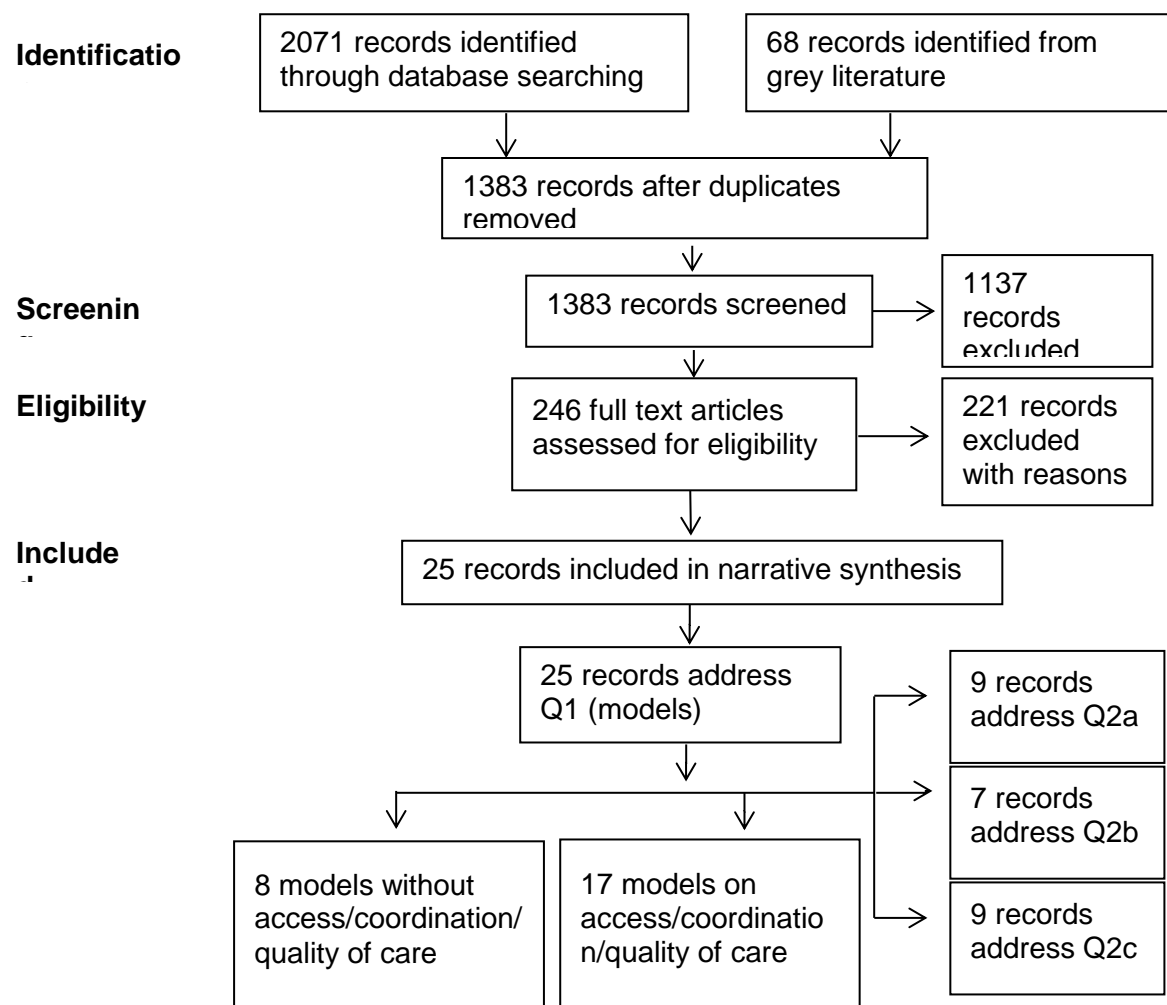 Identificatio
2071 records identified
through database searching
68 records identified from
grey literature
1383 records after duplicates
removed
Screenin
1383 records screened
1137
records
excluded
Eligibility
246 full text articles
assessed for eligibility
221 records
excluded
with reasons
Include
25 records included in narrative synthesis
25 records address
Q1 (models)
9 records
address Q2a
7 records
address Q2b
9 records
address Q2c
8 models without
access/coordination/
quality of care
17 models on
access/coordinatio
n/quality of care